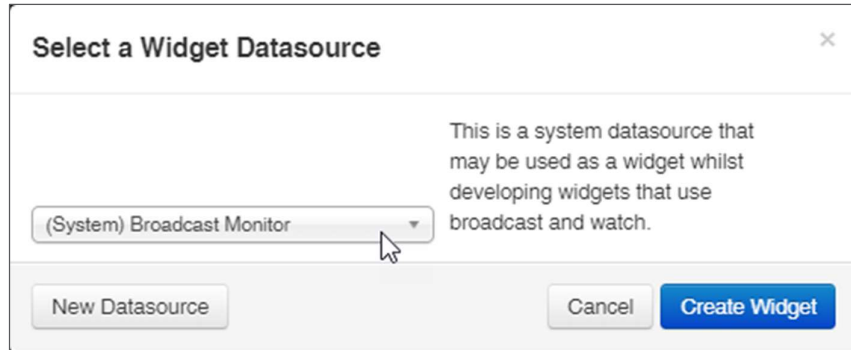 Select a Widget Datasource
×
This is a system datasource that
may be used as a widget whilst
developing widgets that use
broadcast and watch.
(System) Broadcast Monitor
New Datasource
Cancel
Create Widget